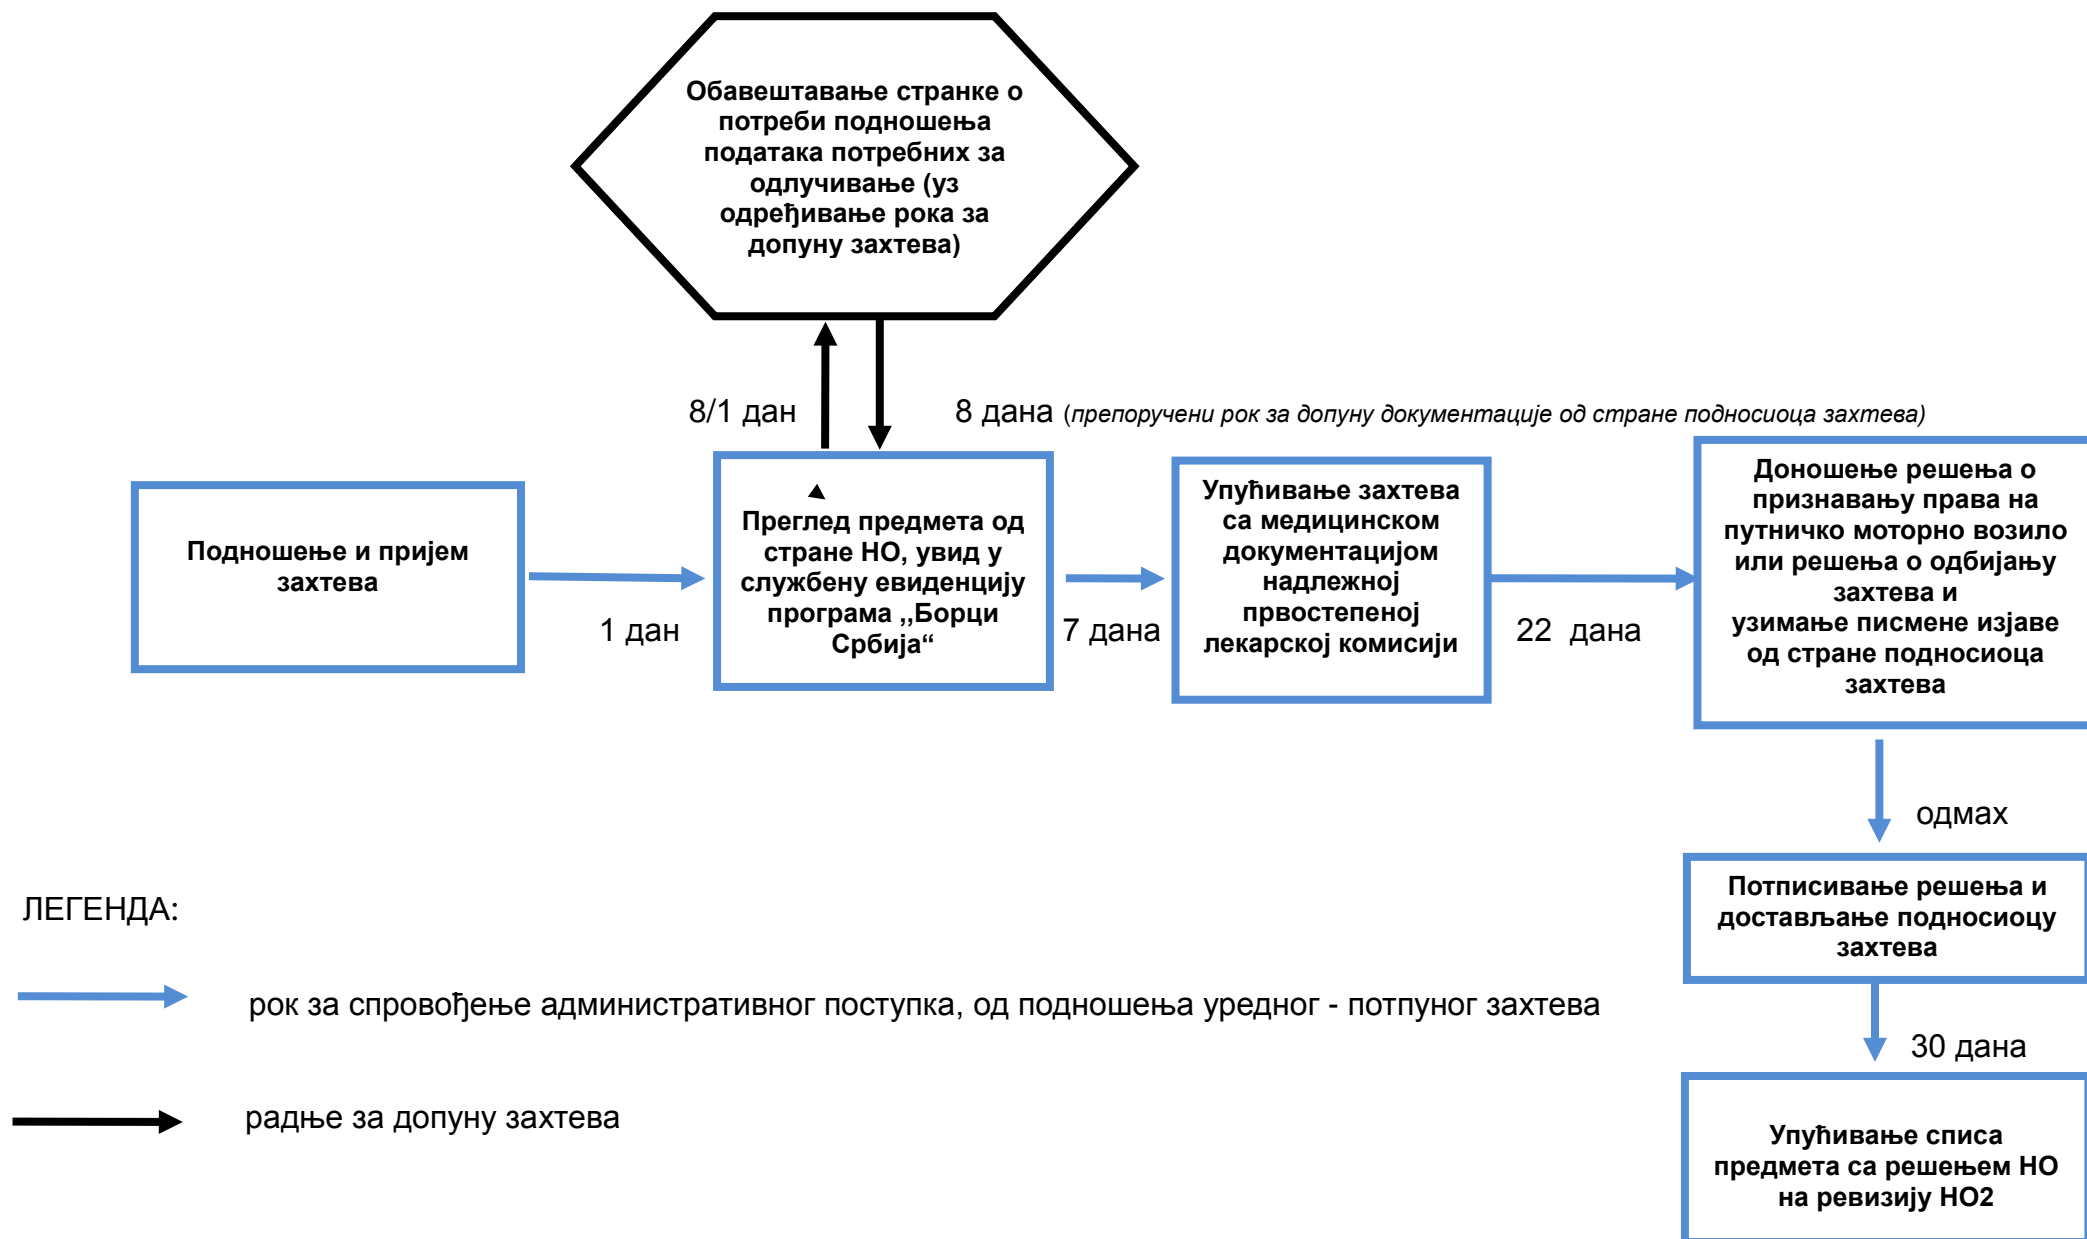 Обавештавање странке о
потреби подношења
података потребних за
одлучивање (уз
одређивање рока за
допуну захтева)
8/1 дан
8 дана (препоручени рок за допуну документације од стране подносиоца захтева)
Подношење и пријем
захтева
1 дан
Преглед предмета од
стране НО, увид у
службену евиденцију
програма ,,Борци
Србија“
7 дана
Упућивање захтева
са медицинском
документацијом
надлежној
првостепеној
лекарској комисији
22 дана
Доношење решења о
признавању права на
путничко моторно возило
или решења о одбијању
захтева и
узимање писмене изјаве
од стране подносиоца
захтева
одмах
Потписивање решења и
достављање подносиоцу
захтева
30 дана
Упућивање списа
предмета са решењем НО
на ревизију НО2
ЛЕГЕНДА:
рок за спровођење административног поступка, од подношења уредног - потпуног захтева
радње за допуну захтева